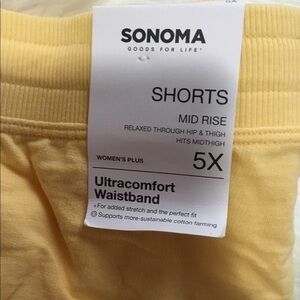 SONOMA
GOODS FOR LIFE
SHORTS
MID RISE
RELAXED THROUGH HIP & THIGH
HITS MIDTHIGH
WOMEN'S PLUS 5X
Ultracomfort
Waistband
+For added stretch and the perfect fit
Supports more-sustainable cotton farming